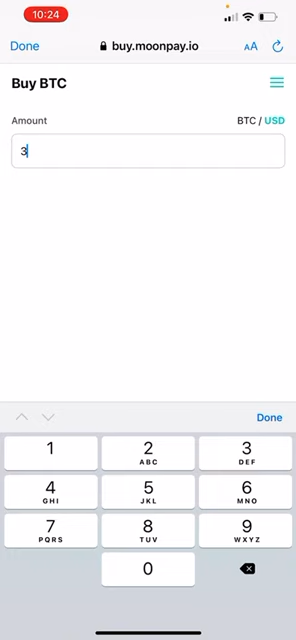 10:24
Done
buy.moonpay.io
AA
Buy BTC
Amount
BTC / USD
3
Done
1
2
ABC
3
DEF
4
GHI
5
JKL
6
MNO
7
PQRS
8
TUV
9
WXYZ
0